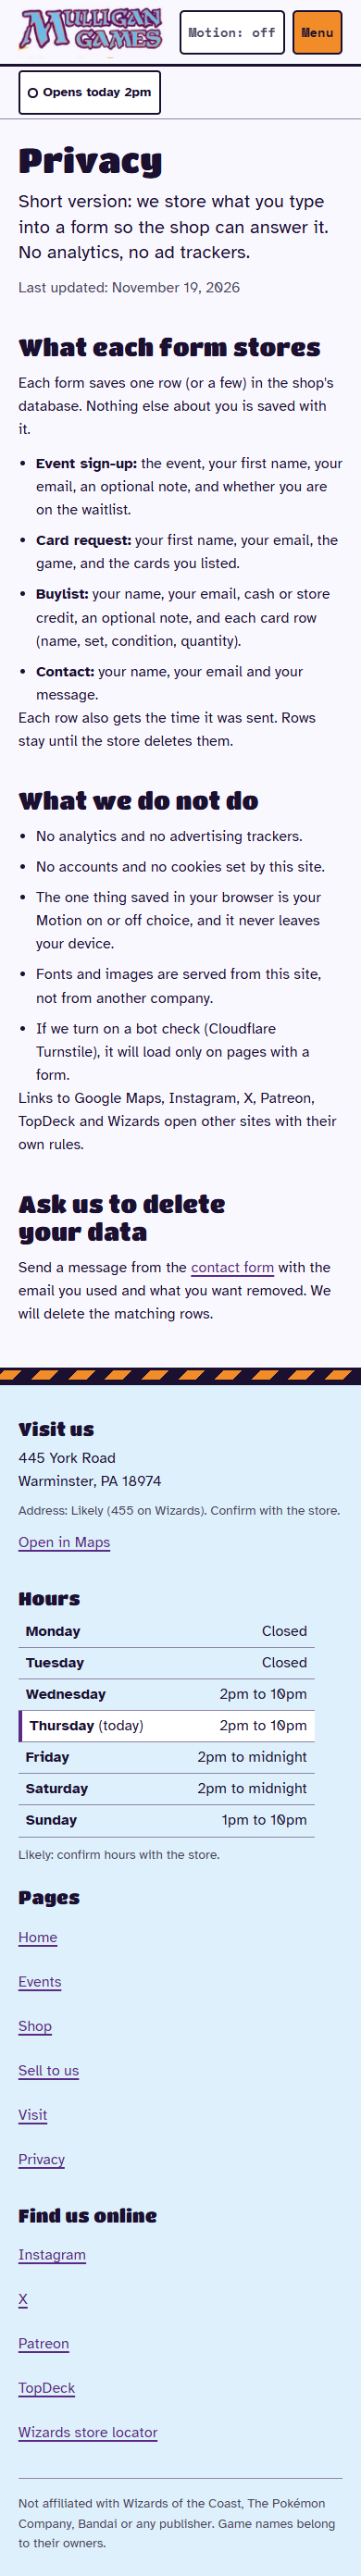 MULLIGAN
GAMES
Motion: off
Menu
Opens today 2pm
Privacy
Short version: we store what you type
into a form so the shop can answer it.
No analytics, no ad trackers.
Last updated: November 19, 2026
What each form stores
Each form saves one row (or a few) in the shop's
database. Nothing else about you is saved with
it.
• Event sign-up: the event, your first name, your
email, an optional note, and whether you are
on the waitlist.
• Card request: your first name, your email, the
game, and the cards you listed.
• Buylist: your name, your email, cash or store
credit, an optional note, and each card row
(name, set, condition, quantity).
• Contact: your name, your email and your
message.
Each row also gets the time it was sent. Rows
stay until the store deletes them.
What we do not do
• No analytics and no advertising trackers.
• No accounts and no cookies set by this site.
• The one thing saved in your browser is your
Motion on or off choice, and it never leaves
your device.
• Fonts and images are served from this site,
not from another company.
• If we turn on a bot check (Cloudflare
Turnstile), it will load only on pages with a
form.
Links to Google Maps, Instagram, X, Patreon,
TopDeck and Wizards open other sites with their
own rules.
Ask us to delete
your data
Send a message from the contact form with the
email you used and what you want removed. We
will delete the matching rows.
Visit us
445 York Road
Warminster, PA 18974
Address: Likely (455 on Wizards). Confirm with the store.
Open in Maps
Hours
Monday Closed
Tuesday Closed
Wednesday 2pm to 10pm
Thursday (today) 2pm to 10pm
Friday 2pm to midnight
Saturday 2pm to midnight
Sunday 1pm to 10pm
Likely: confirm hours with the store.
Pages
Home
Events
Shop
Sell to us
Visit
Privacy
Find us online
Instagram
X
Patreon
TopDeck
Wizards store locator
Not affiliated with Wizards of the Coast, The Pokémon
Company, Bandai or any publisher. Game names belong
to their owners.